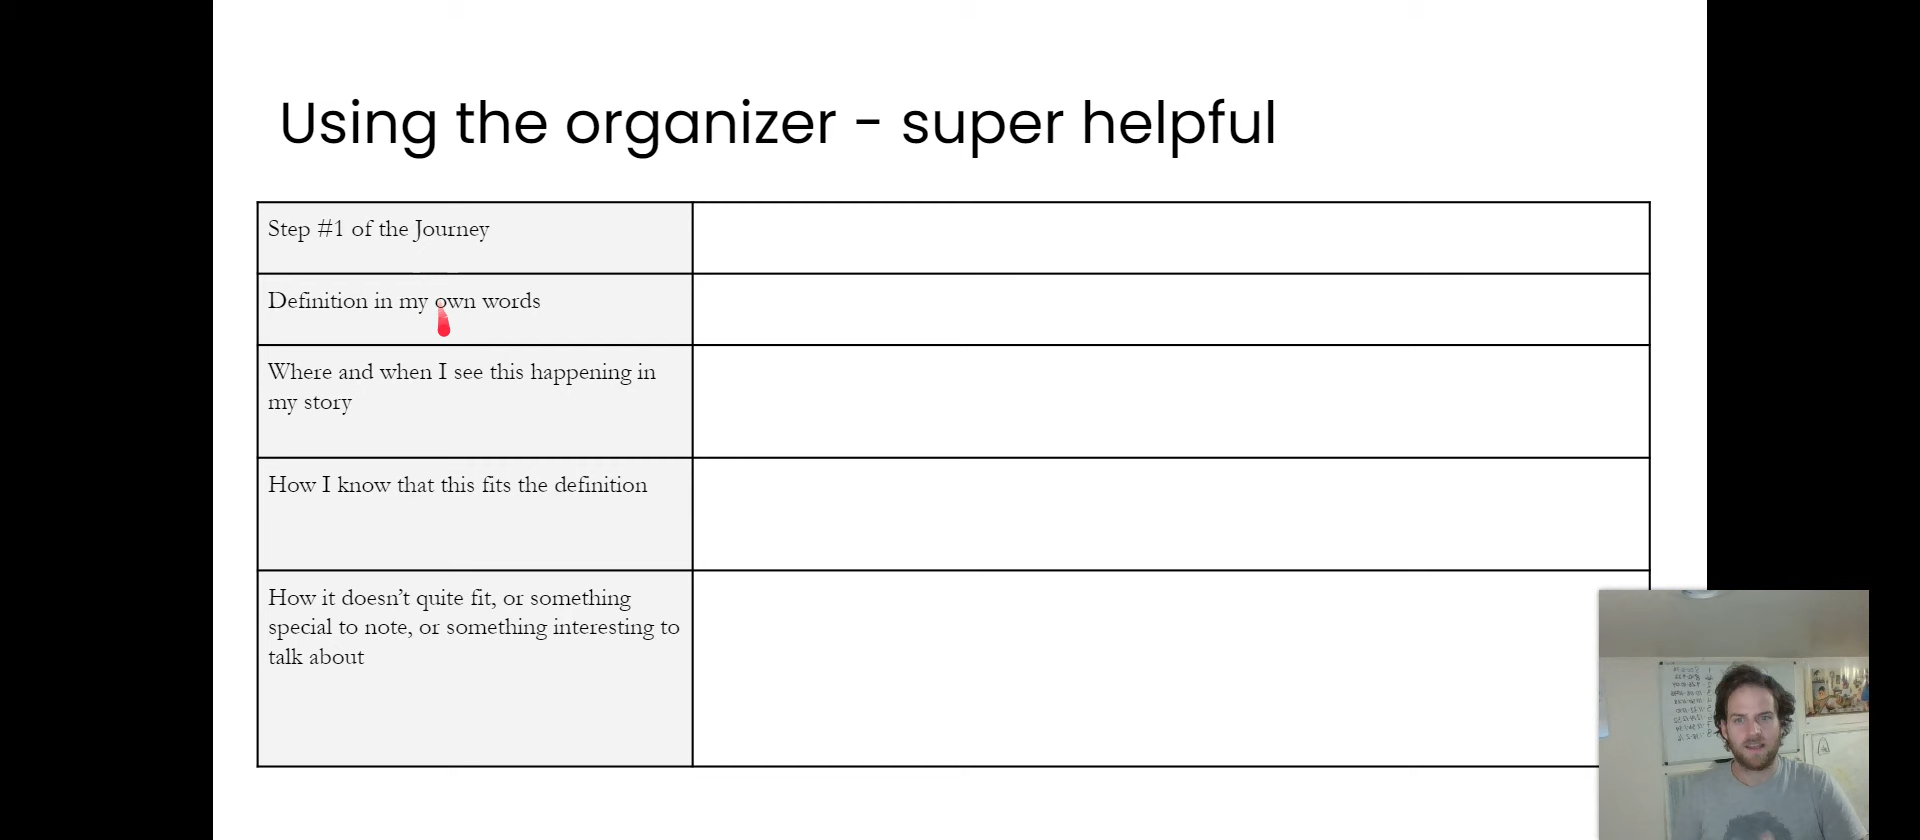 Using the organizer - super helpful
Step #1 of the Journey
Definition in my own words
Where and when I see this happening in
my story
How I know that this fits the definition
How it doesn’t quite fit, or something
special to note, or something interesting to
talk about